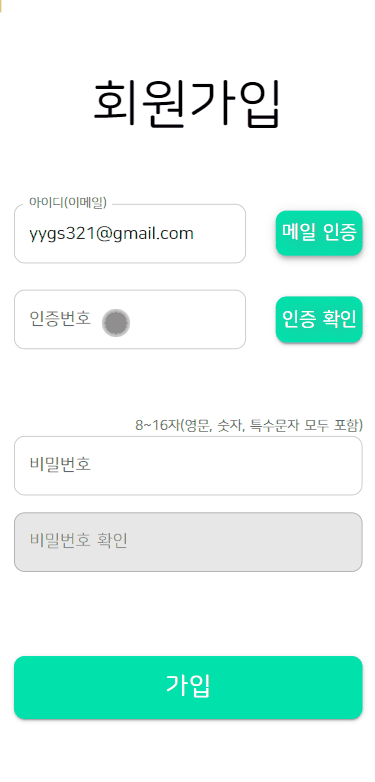 회원가입
아이디(이메일)
yygs321@gmail.com
메일 인증
인증번호
인증 확인
8~16자(영문, 숫자, 특수문자 모두 포함)
비밀번호
비밀번호 확인
가입